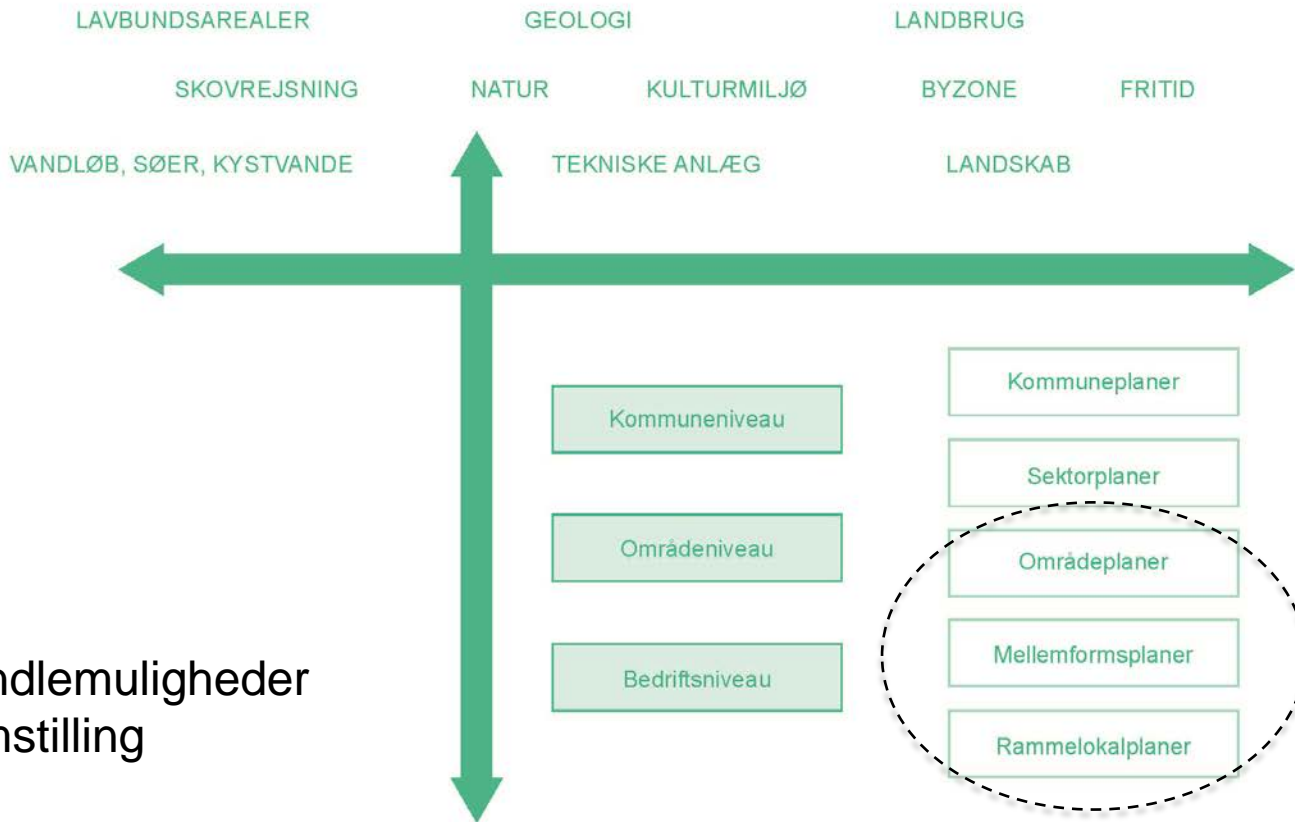 LAVBUNDSAREALER GEOLOGI LANDBRUG
SKOVREJSNING NATUR KULTURMILJØ BYZONE FRITID
VANDLØB, SØER, KYSTVANDE TEKNISKE ANLÆG LANDSKAB
Kommuneniveau
Områdeniveau
Bedriftsniveau
Kommuneplaner
Sektorplaner
Områdeplaner
Mellemformsplaner
Rammelokalplaner
ndlemuligheder
nstilling